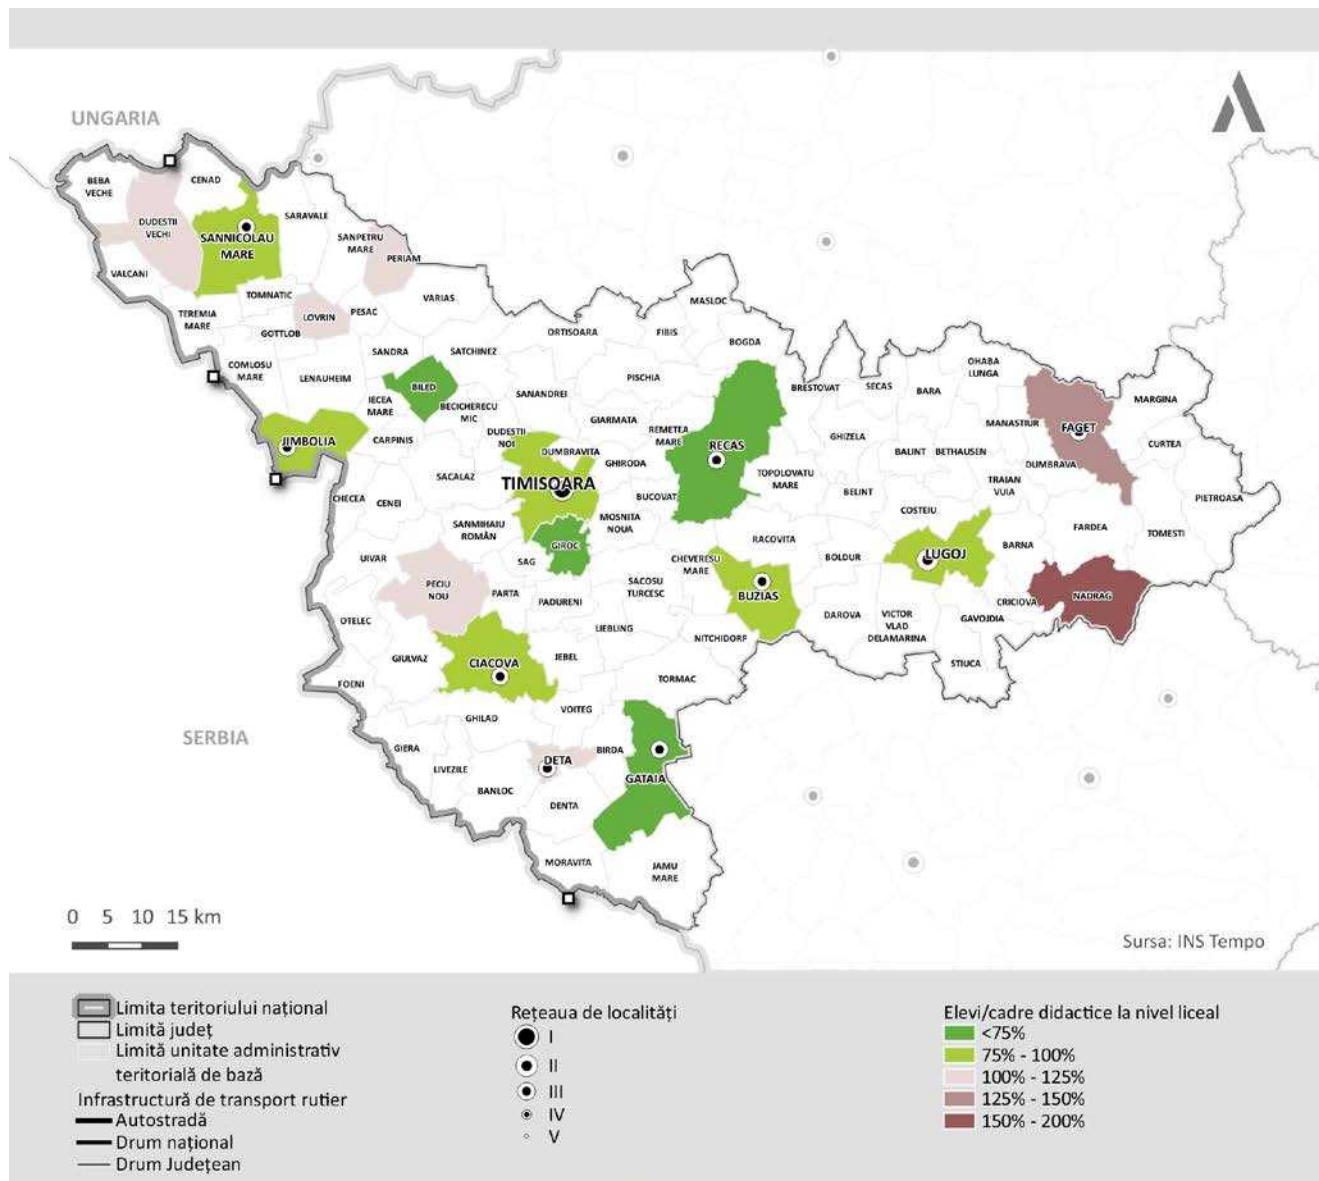 UNGARIA
BEBA
VECHE
CENAD
DUDESTII
VECHI
SANNICOLAU
MARE
SARAVALE
SANPETRU
MARE
PERIAM
VALCANI
TOMNATIC
TEREMIA
MARE
LOVRIN
PESAC
VARIAS
GOTTLOB
MASLOC
ORTISOARA
FIBIS
BOGDA
SANDRA
SATCHINEZ
COMLOSU
MARE
LENAUHEIM
BILED
PISCHIA
OHABA
LUNGA
IECEA
MARE
BECICHERECU
MIC
SANANDREI
BRESTOVAT
SECAS
BARA
MARGINA
GIARMATA
REMETEA
MARE
MANASTIUR
FAGET
JIMBOLIA
CARPINIS
DUDESTII
NOI
DUMBRAVITA
RECAS
GHIZELA
CURTEA
GHIRODA
BALINT
BETHAUSEN
DUMBRAVA
SACALAZ
TIMISOARA
TOPOLOVATU
MARE
TRAIAN
VUIA
CHECEA
CENEI
BUCOVAT
BELINT
PIETROASA
COSTEIU
MOSNITA
NOUA
SANMIHAIU
ROMÂN
FARDEA
TOMESTI
GIROC
RACOVITA
BARNA
UIVAR
SAG
CHEVERESU
MARE
BOLDUR
LUGOJ
PECIU
NOU
PARTA
PADURENI
SACOSU
TURCESC
BUZIAS
CRICIOVA
NADRAG
OTELEC
LIEBLING
NITCHIDORF
DAROVA
VICTOR
VLAD
DELAMARINA
GAVOJDIA
GIULVAZ
CIACOVA
JEBEL
STIUCA
FOENI
TORMAC
GHILAD
VOITEG
SERBIA
GIERA
DETA
BIRDA
LIVEZILE
GATAIA
BANLOC
DENTA
MORAVITA
JAMU
MARE
0 5 10 15 km
Sursa: INS Tempo
Limita teritoriului național
Limită județ
Limită unitate administrativ
teritorială de bază
Infrastructură de transport rutier
Autostradă
Drum național
Drum Județean
Rețeaua de localități
I
II
III
IV
V
Elevi/cadre didactice la nivel liceal
<75%
75% - 100%
100% - 125%
125% - 150%
150% - 200%